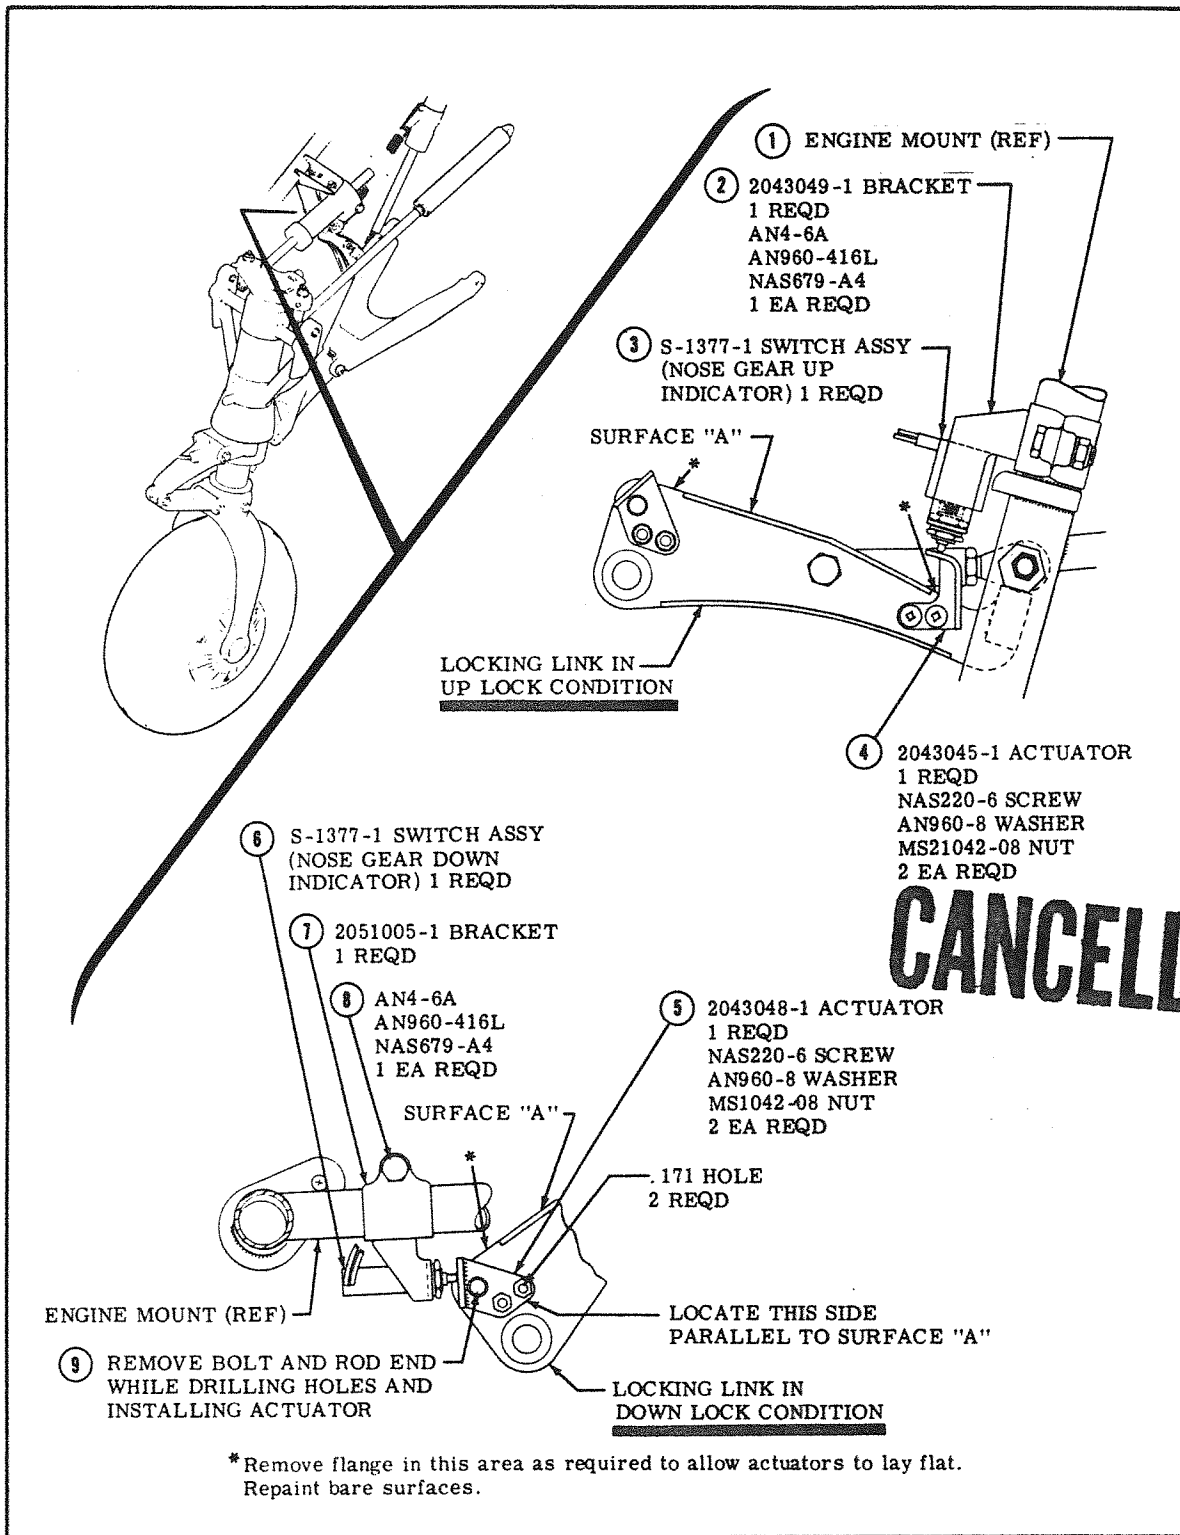 1 ENGINE MOUNT (REF)
2 2043049-1 BRACKET
1 REQD
AN4-6A
AN960-416L
NAS679-A4
1 EA REQD
3 S-1377-1 SWITCH ASSY
(NOSE GEAR UP
INDICATOR) 1 REQD
SURFACE "A"
*
*
LOCKING LINK IN
UP LOCK CONDITION
4 2043045-1 ACTUATOR
1 REQD
NAS220-6 SCREW
AN960-8 WASHER
MS21042-08 NUT
2 EA REQD
CANCELL
6 S-1377-1 SWITCH ASSY
(NOSE GEAR DOWN
INDICATOR) 1 REQD
7 2051005-1 BRACKET
1 REQD
8 AN4-6A
AN960-416L
NAS679-A4
1 EA REQD
5 2043048-1 ACTUATOR
1 REQD
NAS220-6 SCREW
AN960-8 WASHER
MS1042-08 NUT
2 EA REQD
SURFACE "A"
*
.171 HOLE
2 REQD
ENGINE MOUNT (REF)
LOCATE THIS SIDE
PARALLEL TO SURFACE "A"
9 REMOVE BOLT AND ROD END
WHILE DRILLING HOLES AND
INSTALLING ACTUATOR
LOCKING LINK IN
DOWN LOCK CONDITION
*Remove flange in this area as required to allow actuators to lay flat.
Repaint bare surfaces.